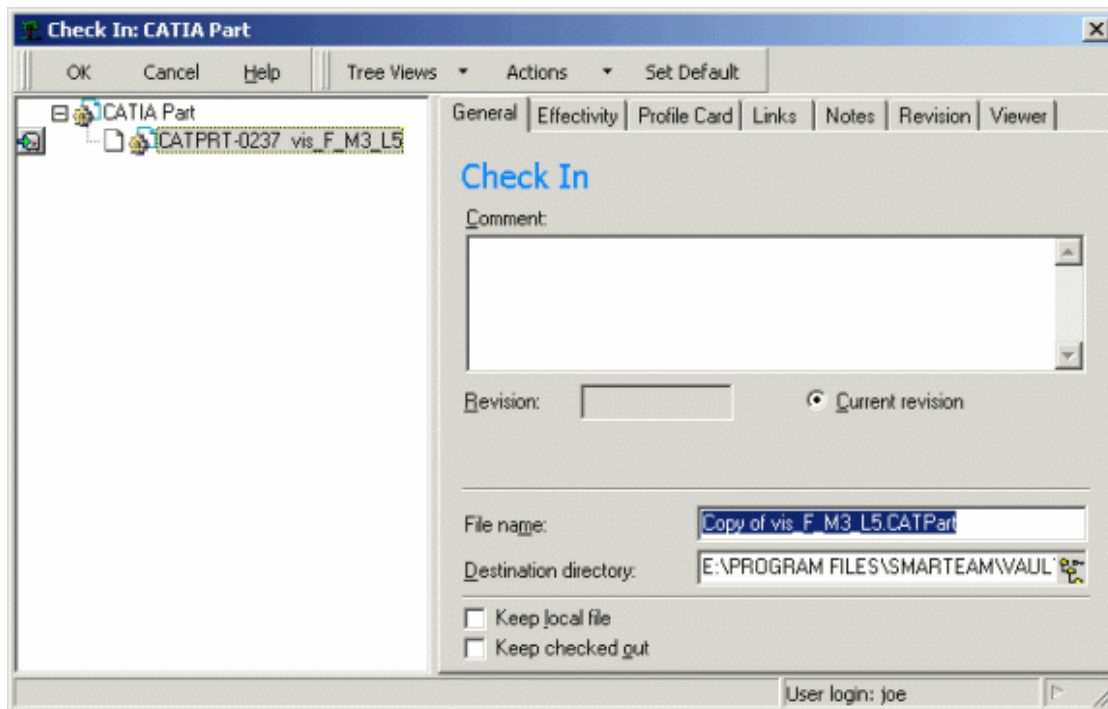 Check In: CATIA Part
OK Cancel Help Tree Views Actions Set Default
CATIA Part
CATPRT-0237 vis_F_M3_L5
General Effectivity Profile Card Links Notes Revision Viewer
Check In
Comment:
Revision:
Current revision
File name: Copy of vis_F_M3_L5.CATPart
Destination directory: E:\PROGRAM FILES\SMARTEAM\VAUL
Keep local file
Keep checked out
User login: joe